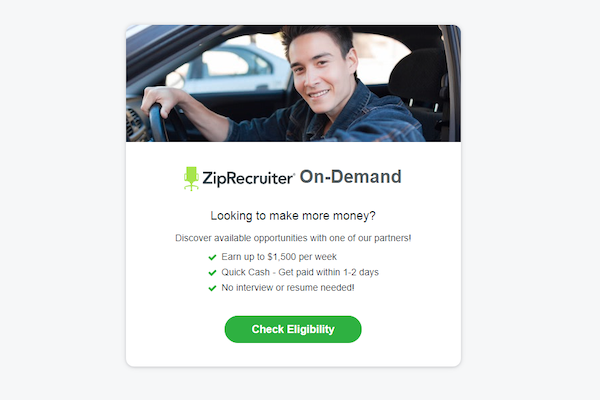 ZipRecruiter® On-Demand
Looking to make more money?
Discover available opportunities with one of our partners!
✔ Earn up to $1,500 per week
✔ Quick Cash - Get paid within 1-2 days
✔ No interview or resume needed!
Check Eligibility